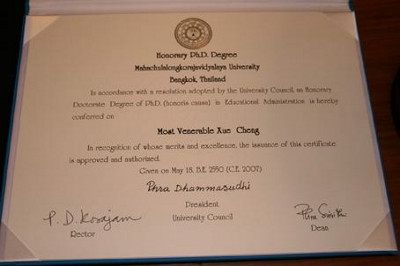 Honorary Ph.D. Degree
Mahachulalongkornrajavidyalaya University
Bangkok, Thailand
In accordance with a resolution adopted by the University Council, an Honorary
Doctorate Degree of Ph.D. (honoris causa) in Educational Administration is hereby
conferred on
Most Venerable Xue Cheng
In recognition of whose merits and excellence, the issuance of this certificate
is approved and authorized.
Given on May 18, B.E. 2550 (C.E. 2007)
Phra Dhammasudhi
President
University Council
P. D. Korajam
Rector
Dean